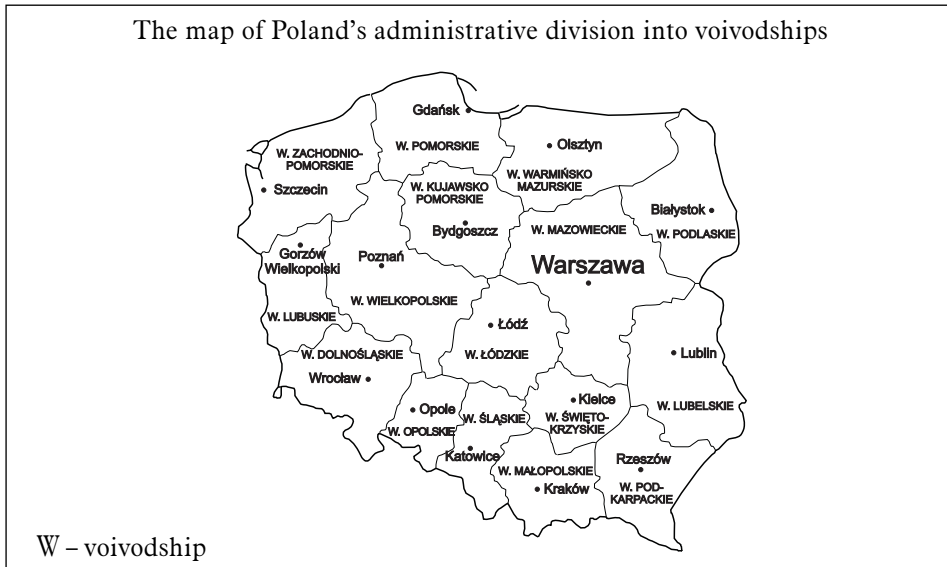 The map of Poland's administrative division into voivodships
Gdańsk
W. POMORSKIE
Olsztyn
W. WARMIŃSKO
MAZURSKIE
W. ZACHODNIO-
POMORSKIE
Szczecin
W. KUJAWSKO
POMORSKIE
Bydgoszcz
Białystok
W. PODLASKIE
W. MAZOWIECKIE
Warszawa
Gorzów
Wielkopolski
W. LUBUSKIE
Poznań
W. WIELKOPOLSKIE
Łódź
W. ŁÓDZKIE
Lublin
W. LUBELSKIE
W. DOLNOŚLĄSKIE
Wrocław
Opole
W. OPOLSKIE
W. ŚLĄSKIE
Katowice
Kielce
W. ŚWIĘTO-
KRZYSKIE
W. MAŁOPOLSKIE
Kraków
Rzeszów
W. POD-
KARPACKIE
W – voivodship